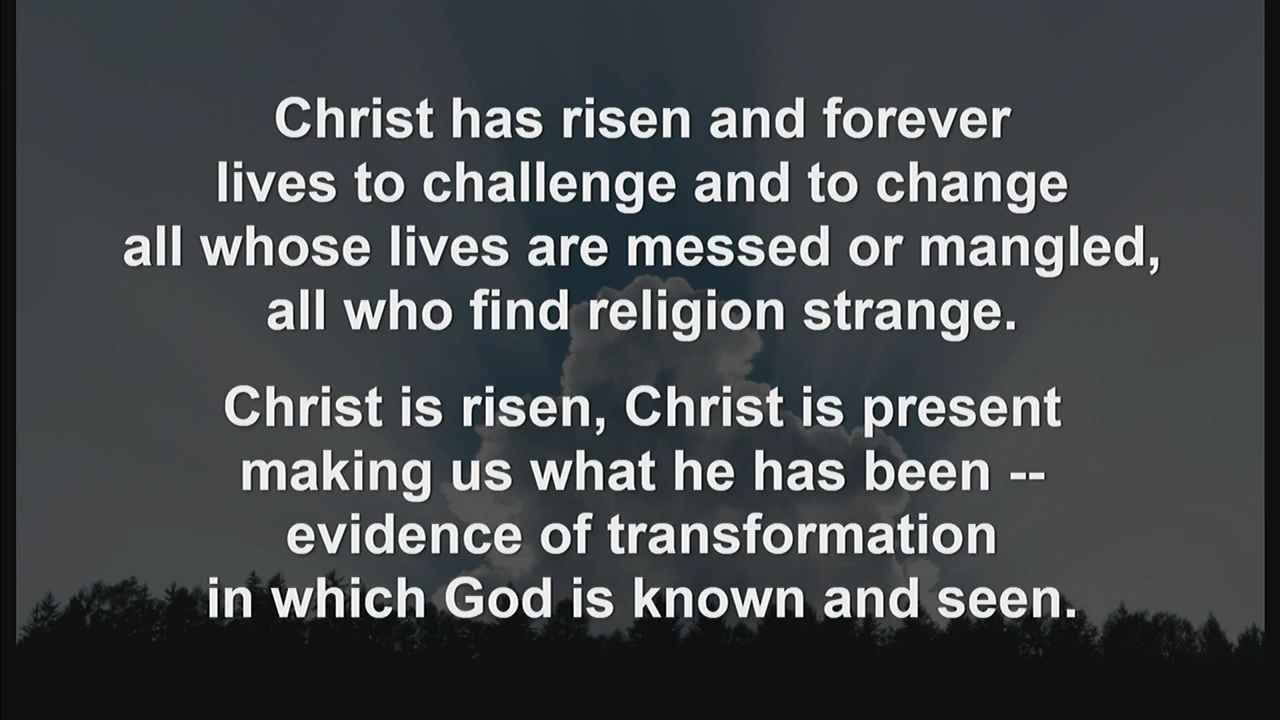 Christ has risen and forever
lives to challenge and to change
all whose lives are messed or mangled,
all who find religion strange.
Christ is risen, Christ is present
making us what he has been --
evidence of transformation
in which God is known and seen.